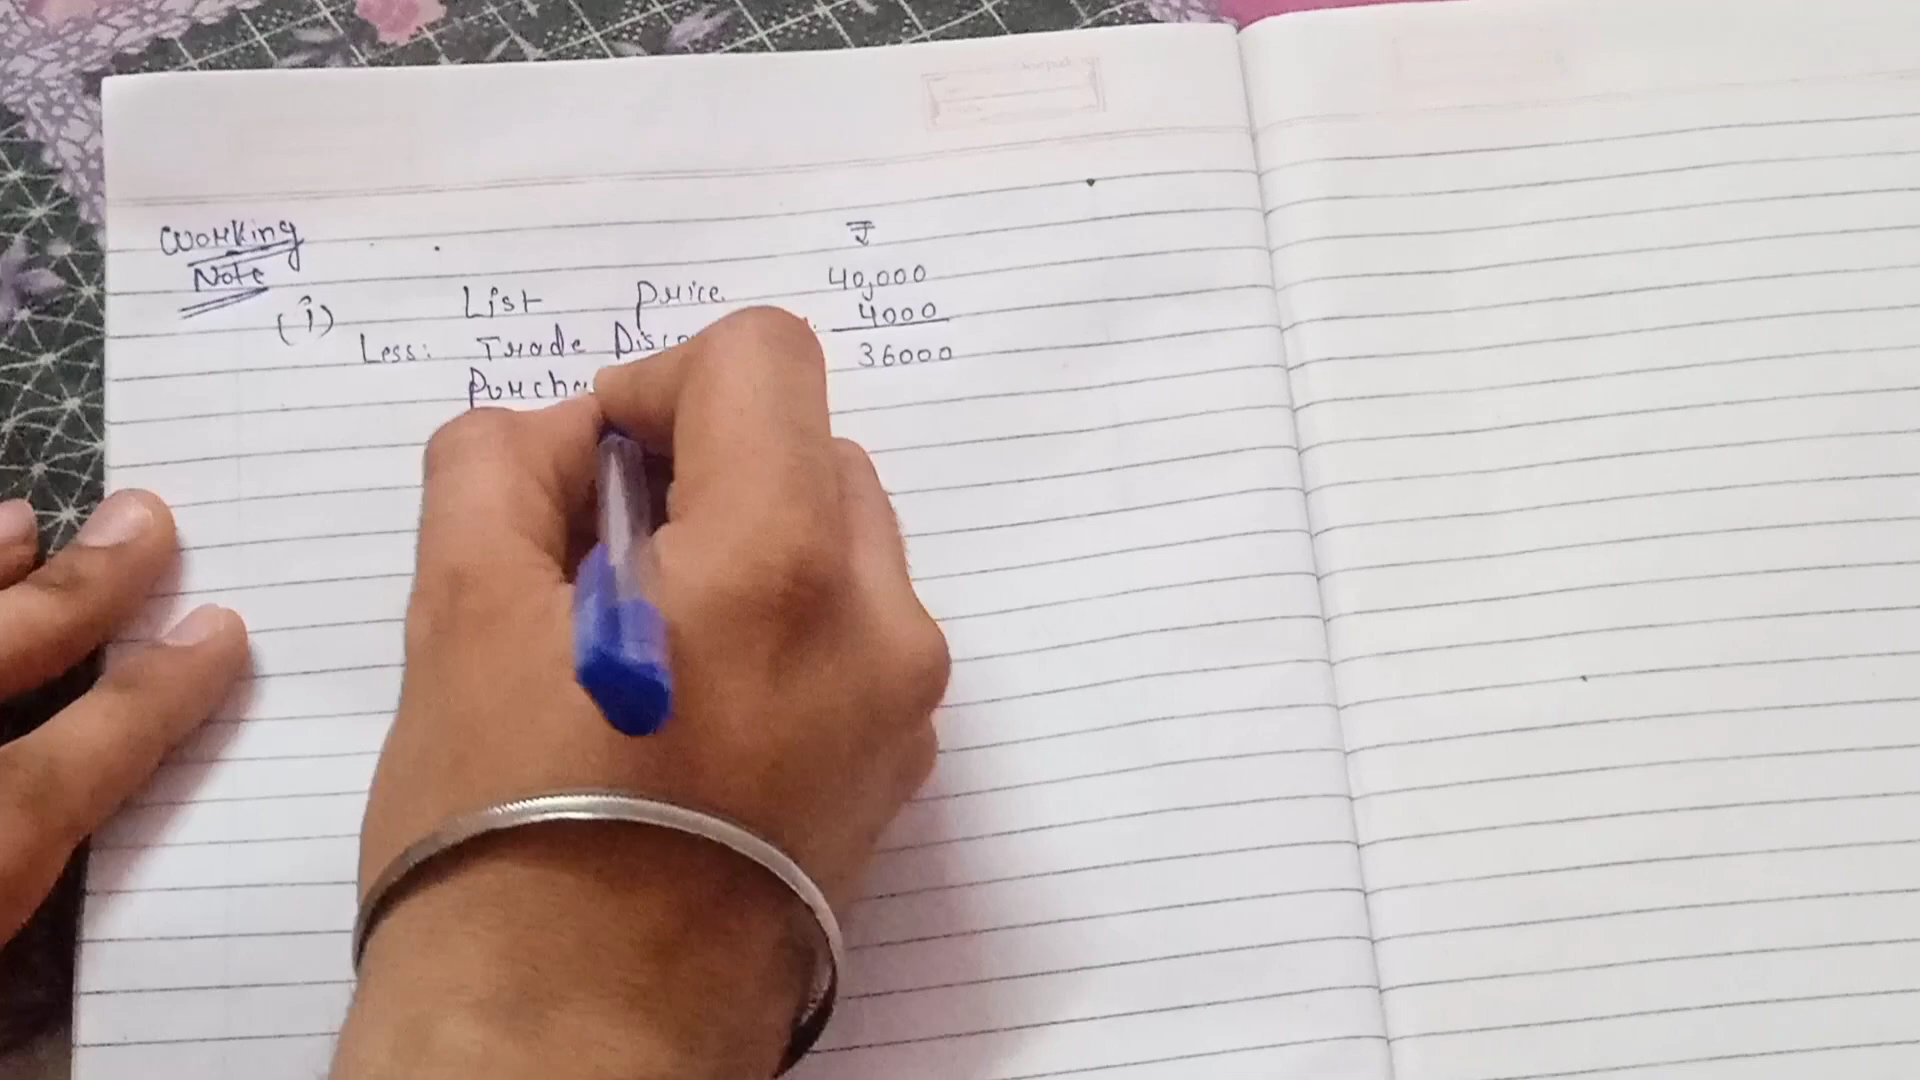 Working
Note
₹
(i) List price 40,000
Less: Trade 4000
36000